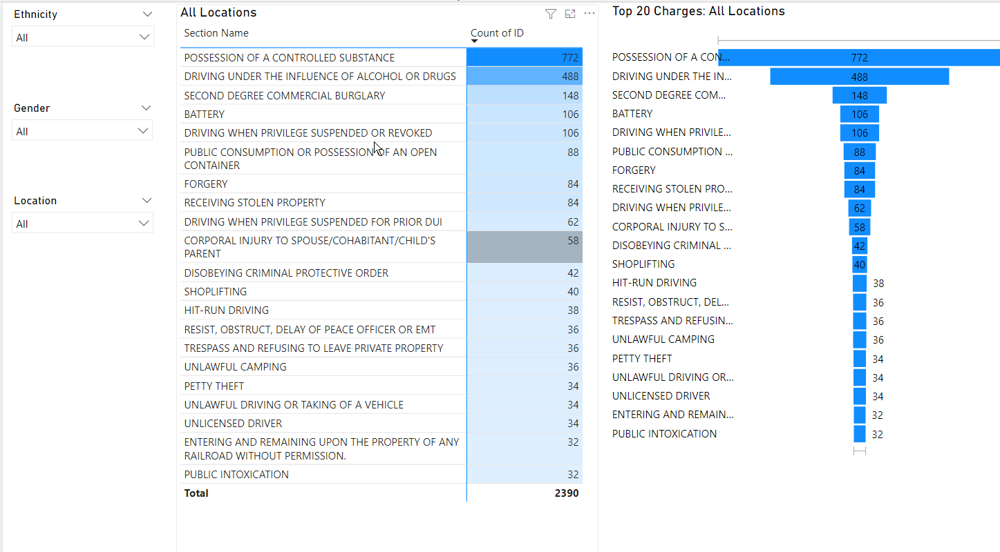 Ethnicity
All
Gender
All
Location
All
All Locations
Section Name Count of ID
POSSESSION OF A CONTROLLED SUBSTANCE 772
DRIVING UNDER THE INFLUENCE OF ALCOHOL OR DRUGS 488
SECOND DEGREE COMMERCIAL BURGLARY 148
BATTERY 106
DRIVING WHEN PRIVILEGE SUSPENDED OR REVOKED 106
PUBLIC CONSUMPTION OR POSSESSION OF AN OPEN 88
CONTAINER
FORGERY 84
RECEIVING STOLEN PROPERTY 84
DRIVING WHEN PRIVILEGE SUSPENDED FOR PRIOR DUI 62
CORPORAL INJURY TO SPOUSE/COHABITANT/CHILD'S 58
PARENT
DISOBEYING CRIMINAL PROTECTIVE ORDER 42
SHOPLIFTING 40
HIT-RUN DRIVING 38
RESIST, OBSTRUCT, DELAY OF PEACE OFFICER OR EMT 36
TRESPASS AND REFUSING TO LEAVE PRIVATE PROPERTY 36
UNLAWFUL CAMPING 36
PETTY THEFT 34
UNLAWFUL DRIVING OR TAKING OF A VEHICLE 34
UNLICENSED DRIVER 34
ENTERING AND REMAINING UPON THE PROPERTY OF ANY 32
RAILROAD WITHOUT PERMISSION.
PUBLIC INTOXICATION 32
Total 2390
Top 20 Charges: All Locations
POSSESSION OF A CON... 772
DRIVING UNDER THE IN... 488
SECOND DEGREE COM... 148
BATTERY 106
DRIVING WHEN PRIVILE... 106
PUBLIC CONSUMPTION ... 88
FORGERY 84
RECEIVING STOLEN PRO... 84
DRIVING WHEN PRIVILE... 62
CORPORAL INJURY TO S... 58
DISOBEYING CRIMINAL ... 42
SHOPLIFTING 40
HIT-RUN DRIVING 38
RESIST, OBSTRUCT, DEL... 36
TRESPASS AND REFUSIN... 36
UNLAWFUL CAMPING 36
PETTY THEFT 34
UNLAWFUL DRIVING OR... 34
UNLICENSED DRIVER 34
ENTERING AND REMAIN... 32
PUBLIC INTOXICATION 32